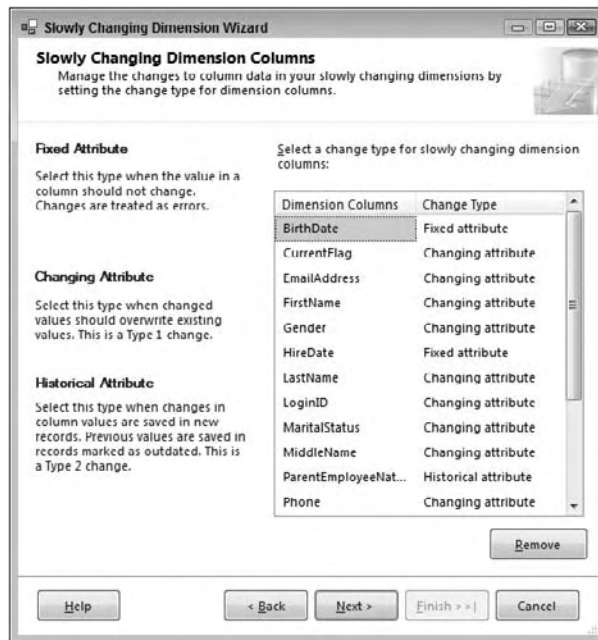 Slowly Changing Dimension Wizard
Slowly Changing Dimension Columns
Manage the changes to column data in your slowly changing dimensions by
setting the change type for dimension columns.
Fixed Attribute
Select this type when the value in a
column should not change.
Changes are treated as errors.
Changing Attribute
Select this type when changed
values should overwrite existing
values. This is a Type 1 change.
Historical Attribute
Select this type when changes in
column values are saved in new
records. Previous values are saved in
records marked as outdated. This is
a Type 2 change.
Select a change type for slowly changing dimension
columns:
Dimension Columns Change Type
BirthDate Fixed attribute
CurrentFlag Changing attribute
EmailAddress Changing attribute
FirstName Changing attribute
Gender Changing attribute
HireDate Fixed attribute
LastName Changing attribute
LoginID Changing attribute
MaritalStatus Changing attribute
MiddleName Changing attribute
ParentEmployeeNat... Historical attribute
Phone Changing attribute
Remove
Help < Back Next > Finish >>| Cancel